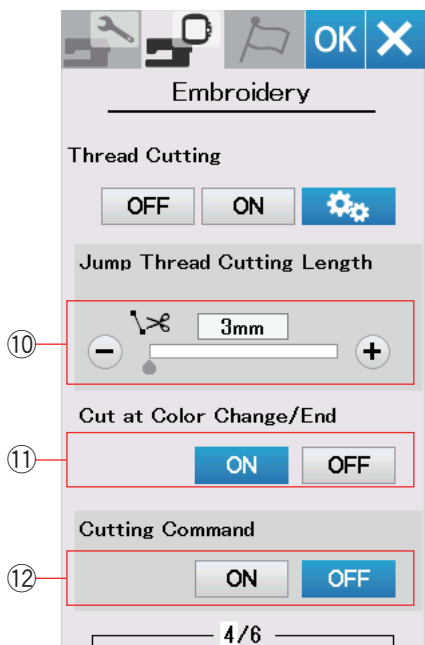 OK
Embroidery
Thread Cutting
OFF ON
Jump Thread Cutting Length
⑩ 3mm
Cut at Color Change/End
⑪ ON OFF
Cutting Command
⑫ ON OFF
4/6